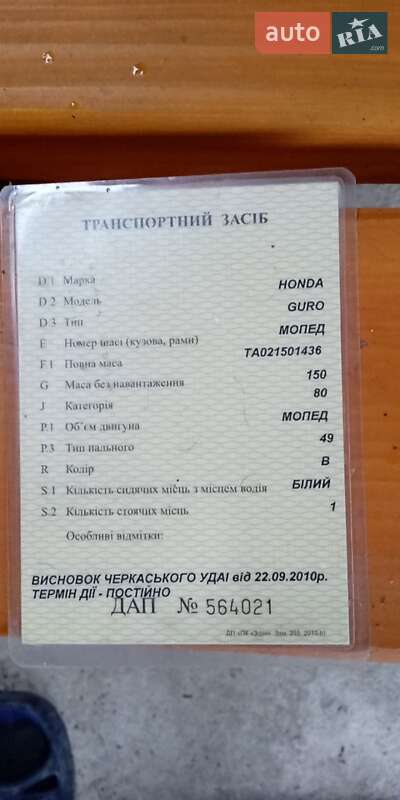 auto RIA.com
ТРАНСПОРТНИЙ ЗАСІБ
D.1 Марка HONDA
D.2 Модель GURO
D.3 Тип МОПЕД
E Номер шасі (кузова, рами) TA021501436
F.1 Повна маса 150
G Маса без навантаження 80
J Категорія МОПЕД
P.1 Об'єм двигуна 49
P.3 Тип пального B
R Колір БІЛИЙ
S.1 Кількість сидячих місць з місцем водія 1
S.2 Кількість стоячих місць
Особливі відмітки:
ВИСНОВОК ЧЕРКАСЬКОГО УДАІ від 22.09.2010р.
ТЕРМІН ДІЇ - ПОСТІЙНО
ДАП № 564021